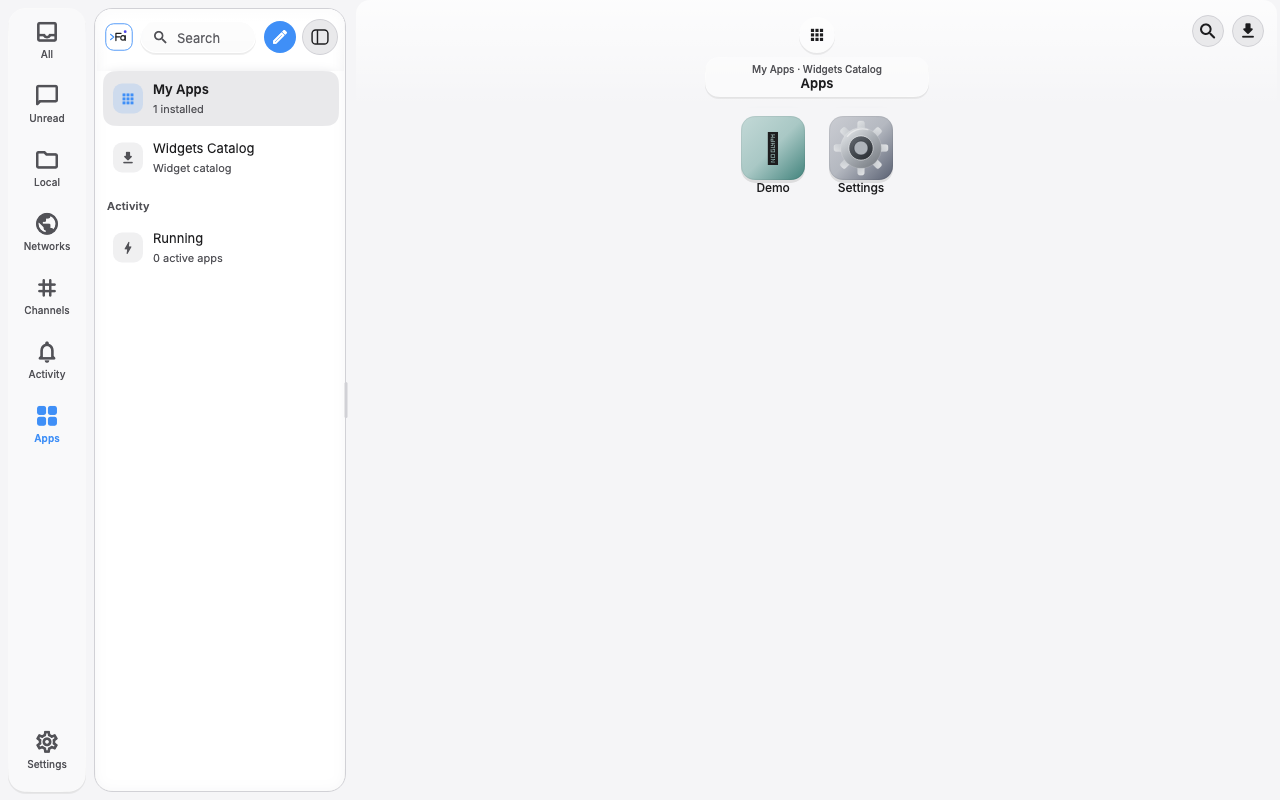 All
Unread
Local
Networks
Channels
Activity
Apps
Settings
>Fa
Search
My Apps
1 installed
Widgets Catalog
Widget catalog
Activity
Running
0 active apps
My Apps · Widgets Catalog
Apps
Demo
Settings